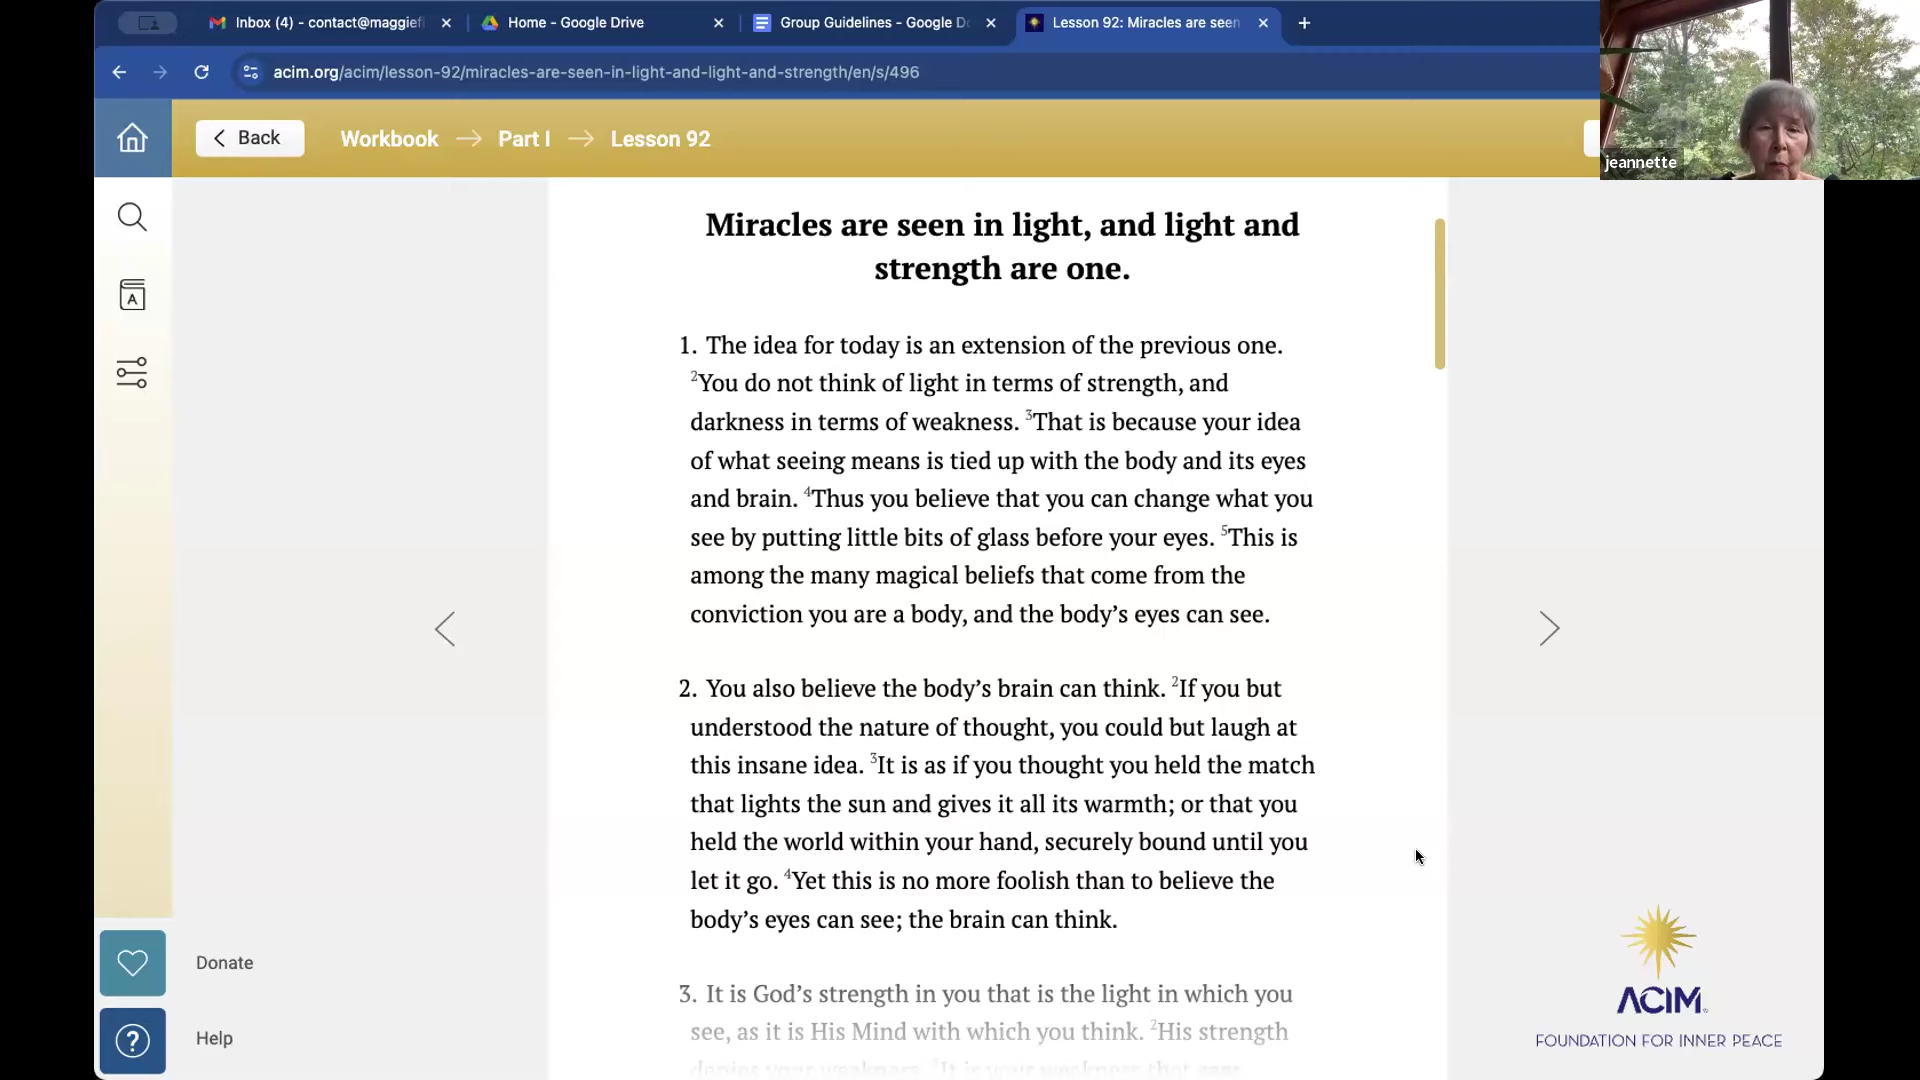 Inbox (4) - contact@maggiefi
Home - Google Drive
Group Guidelines - Google Do
Lesson 92: Miracles are seen
acim.org/acim/lesson-92/miracles-are-seen-in-light-and-light-and-strength/en/s/496
Back
Workbook → Part I → Lesson 92
jeannette
Miracles are seen in light, and light and
strength are one.
1. The idea for today is an extension of the previous one.
²You do not think of light in terms of strength, and
darkness in terms of weakness. ³That is because your idea
of what seeing means is tied up with the body and its eyes
and brain. ⁴Thus you believe that you can change what you
see by putting little bits of glass before your eyes. ⁵This is
among the many magical beliefs that come from the
conviction you are a body, and the body’s eyes can see.
2. You also believe the body’s brain can think. ²If you but
understood the nature of thought, you could but laugh at
this insane idea. ³It is as if you thought you held the match
that lights the sun and gives it all its warmth; or that you
held the world within your hand, securely bound until you
let it go. ⁴Yet this is no more foolish than to believe the
body’s eyes can see; the brain can think.
3. It is God’s strength in you that is the light in which you
see, as it is His Mind with which you think. ²His strength
denies your weakness. ³It is your weakness that sees
Donate
Help
ACIM
FOUNDATION FOR INNER PEACE